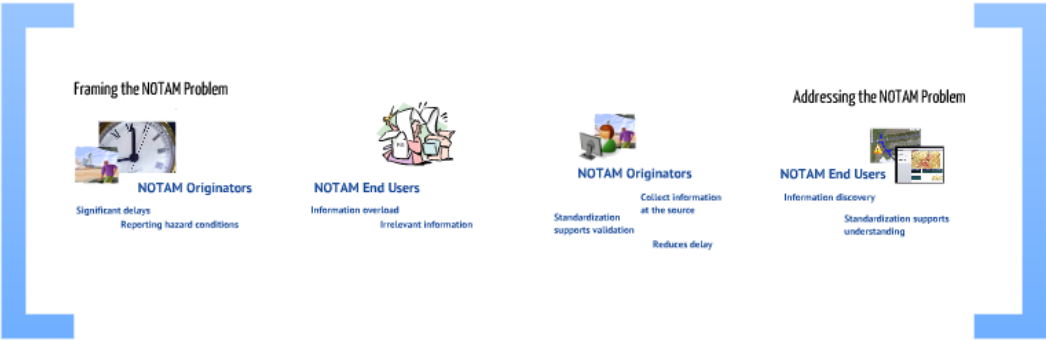 Framing the NOTAM Problem
NOTAM Originators
Significant delays
Reporting hazard conditions
NOTAM End Users
Information overload
Irrelevant information
NOTAM Originators
Collect information
at the source
Standardization
supports validation
Reduces delay
Addressing the NOTAM Problem
NOTAM End Users
Information discovery
Standardization supports
understanding